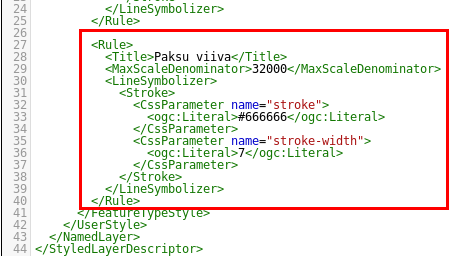 24 </LineSymbolizer>
25 </Rule>
26
27 <Rule>
28 <Title>Paksu viiva</Title>
29 <MaxScaleDenominator>32000</MaxScaleDenominator>
30 <LineSymbolizer>
31 <Stroke>
32 <CssParameter name="stroke">
33 <ogc:Literal>#666666</ogc:Literal>
34 </CssParameter>
35 <CssParameter name="stroke-width">
36 <ogc:Literal>7</ogc:Literal>
37 </CssParameter>
38 </Stroke>
39 </LineSymbolizer>
40 </Rule>
41 </FeatureTypeStyle>
42 </UserStyle>
43 </NamedLayer>
44 </StyledLayerDescriptor>